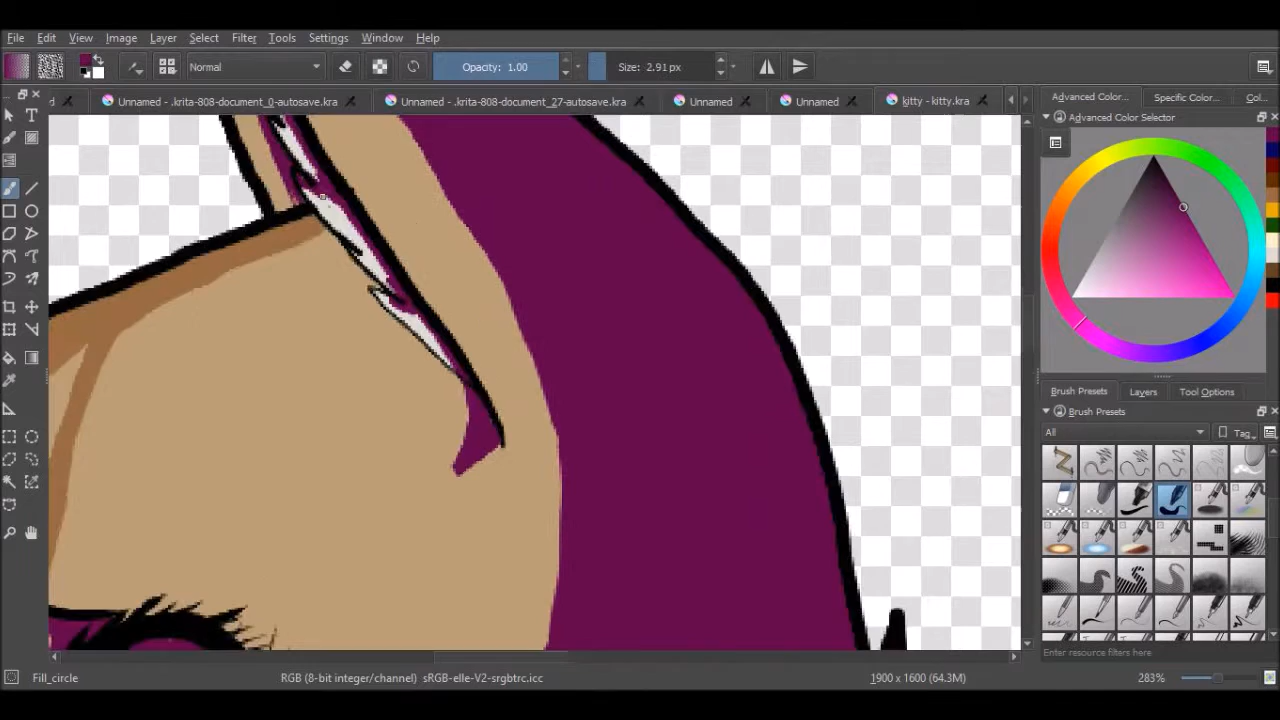 File Edit View Image Layer Select Filter Tools Settings Window Help
Normal Opacity: 1.00 Size: 2.91 px
d Unnamed - .krita-808-document_0-autosave.kra Unnamed - .krita-808-document_27-autosave.kra Unnamed Unnamed kitty - kitty.kra
Advanced Color... Specific Color... Col...
Advanced Color Selector
Brush Presets Layers Tool Options
Brush Presets
All Tag
Enter resource filters here
Fill_circle RGB (8-bit integer/channel) sRGB-elle-V2-srgbtrc.icc 1900 x 1600 (64.3M) 283%